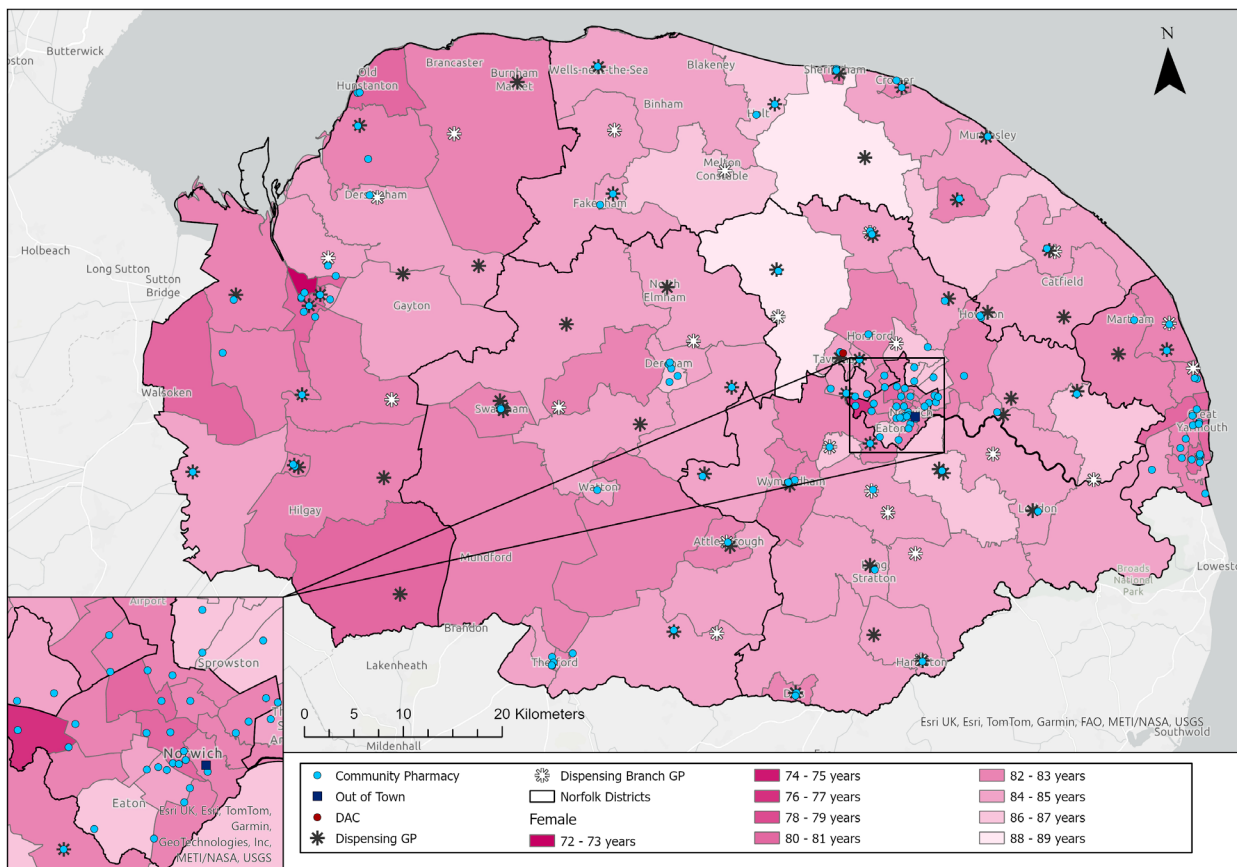 Butterwick
Old
Hunstanton
Brancaster
Burnham
Market
Wells-next-the-Sea
Blakeney
Sheringham
Cromer
N
Binham
Holt
Mundesley
Melton
Constable
Holbeach
Dersingham
Fakenham
Long Sutton
Sutton
Bridge
Gayton
North
Elmham
Catfield
Hoveton
Martham
Horsford
Taverham
Dereham
Walsoken
Swaffham
Norwich
Eaton
Great
Yarmouth
Watton
Wymondham
Loddon
Hilgay
Attleborough
Mundford
Long
Stratton
Broads
National
Park
Lowestoft
Brandon
Lakenheath
Thetford
Harleston
Diss
0 5 10 20 Kilometers
Mildenhall
Esri UK, Esri, TomTom, Garmin, FAO, METI/NASA, USGS
Southwold
Airport
Sprowston
Norwich
Eaton
Esri UK, Esri, TomTom,
Garmin,
GeoTechnologies, Inc,
METI/NASA, USGS
Community Pharmacy
Out of Town
DAC
Dispensing GP
Dispensing Branch GP
Norfolk Districts
Female
72 - 73 years
74 - 75 years
76 - 77 years
78 - 79 years
80 - 81 years
82 - 83 years
84 - 85 years
86 - 87 years
88 - 89 years